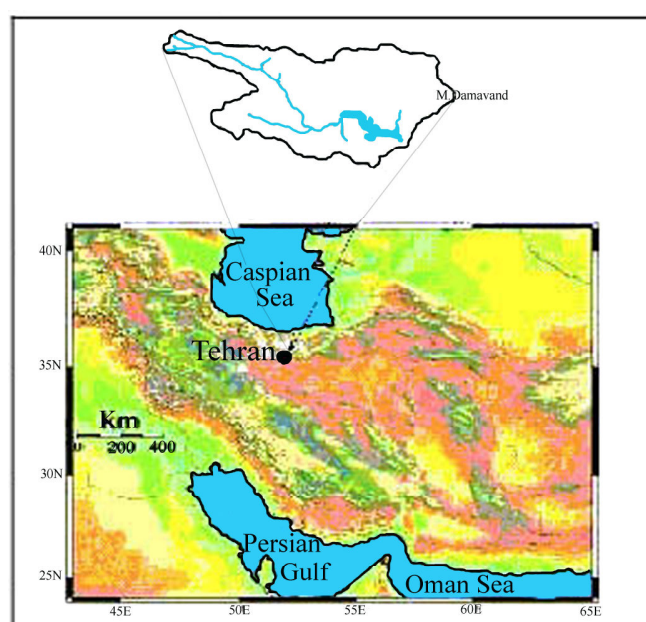 M.Damavand
40N
Caspian
Sea
Tehran
35N
Km
0 200 400
30N
Persian
Gulf
Oman Sea
25N
45E 50E 55E 60E 65E